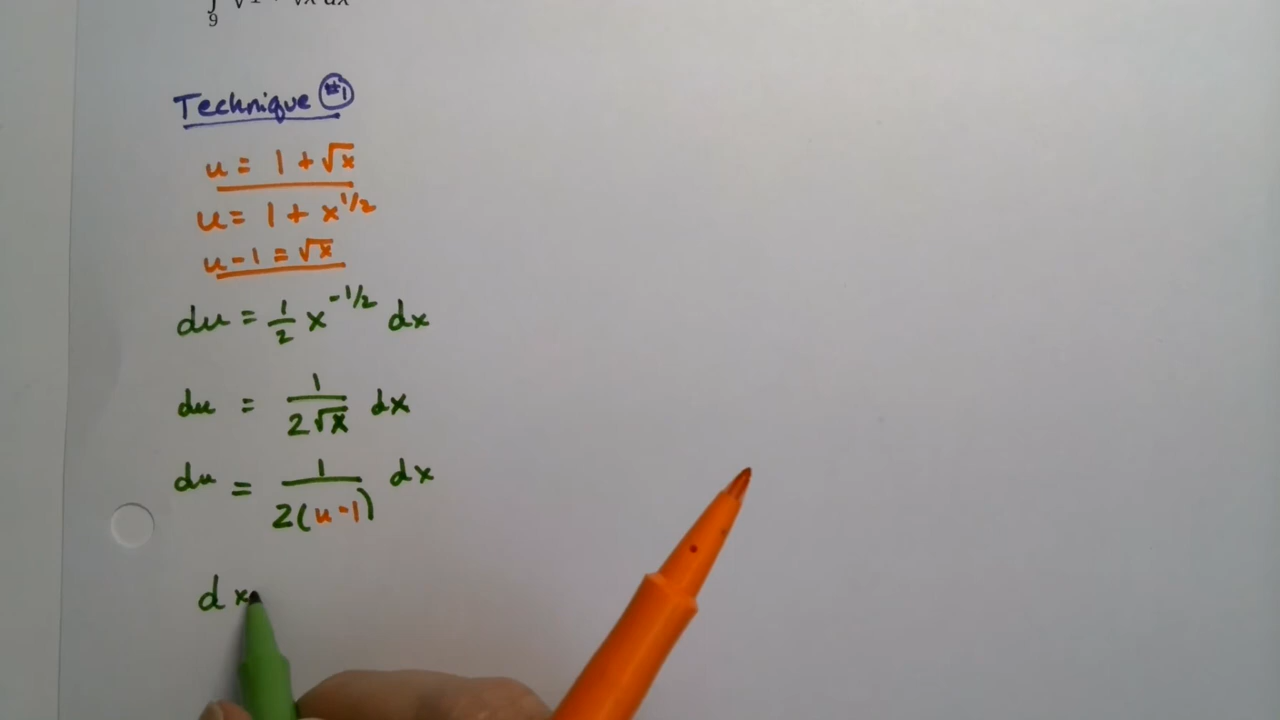 ∫ 9
Technique #1
u = 1 + √x
u = 1 + x^1/2
u - 1 = √x
du = 1/2 x^-1/2 dx
du = 1/(2√x) dx
du = 1/(2(u-1)) dx
dx